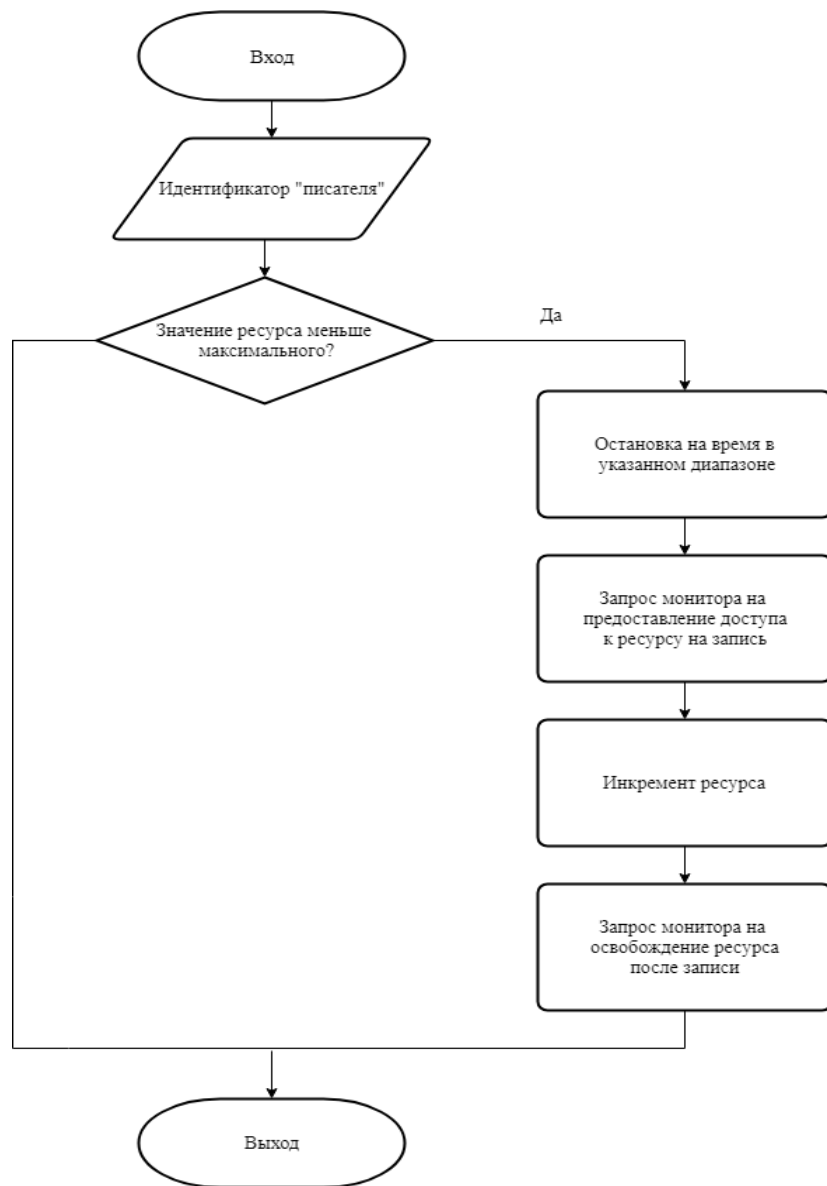 Вход
Идентификатор "писателя"
Значение ресурса меньше
максимального?
Да
Остановка на время в
указанном диапазоне
Запрос монитора на
предоставление доступа
к ресурсу на запись
Инкремент ресурса
Запрос монитора на
освобождение ресурса
после записи
Выход